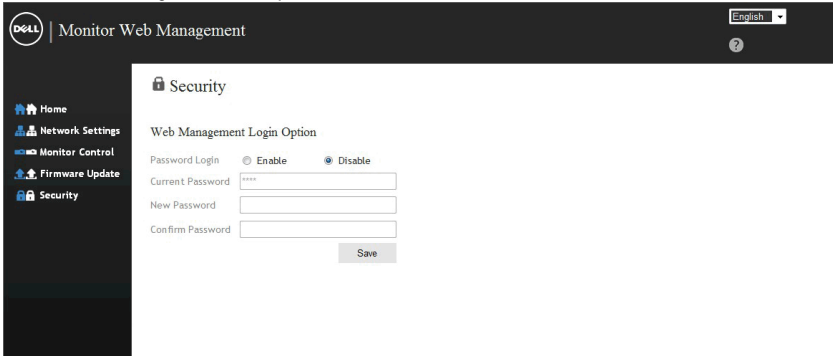 DELL | Monitor Web Management
English
?
Security
Home
Network Settings
Monitor Control
Firmware Update
Security
Web Management Login Option
Password Login Enable Disable
Current Password ****
New Password
Confirm Password
Save